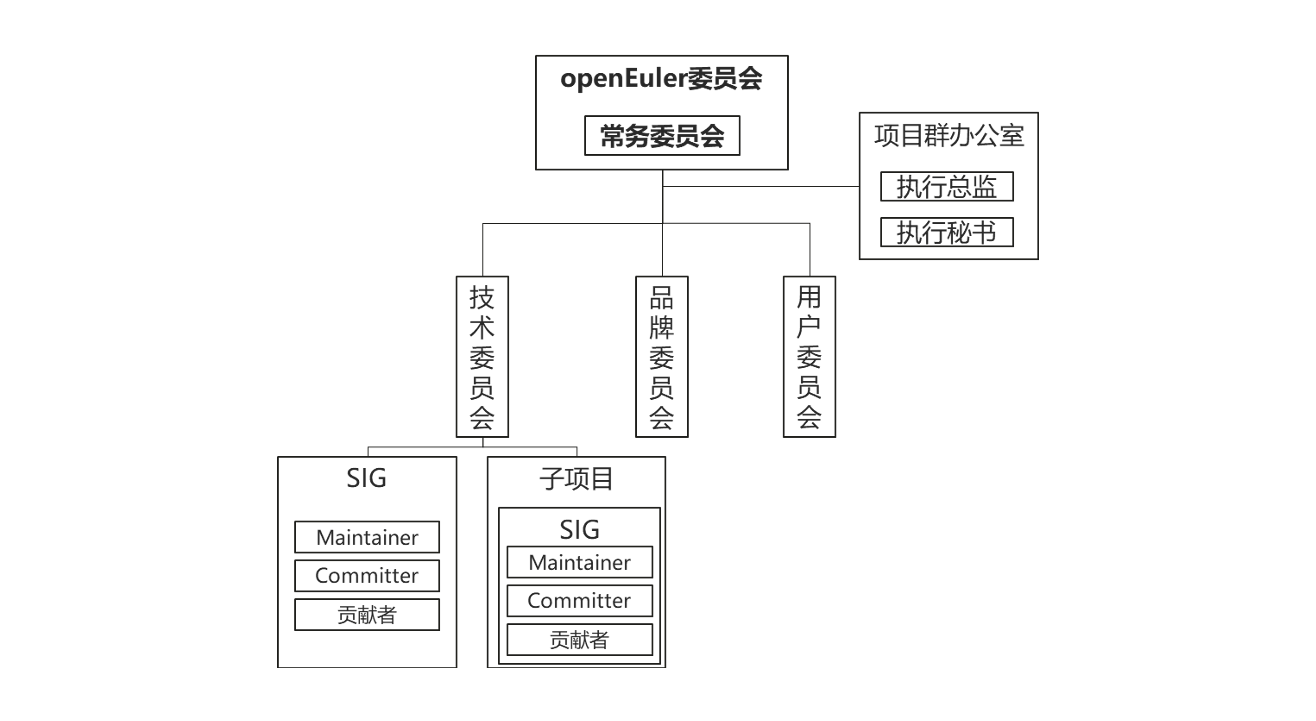 openEuler委员会
常务委员会
项目群办公室
执行总监
执行秘书
技术委员会
品牌委员会
用户委员会
SIG
Maintainer
Committer
贡献者
子项目
SIG
Maintainer
Committer
贡献者